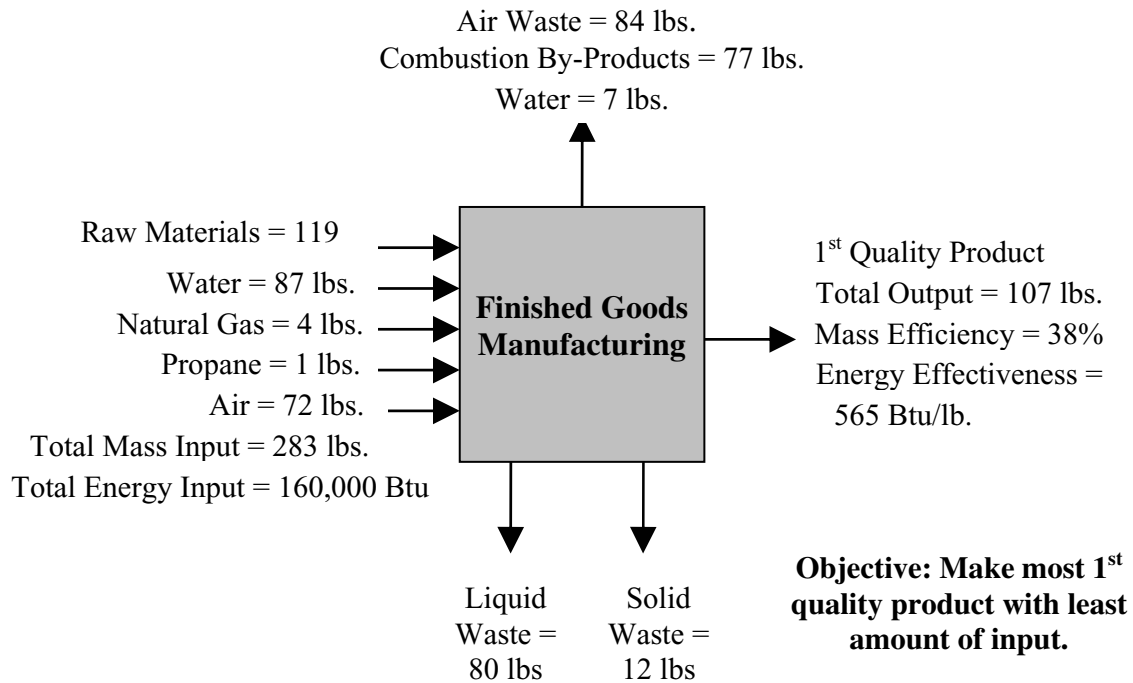 Air Waste = 84 lbs.
Combustion By-Products = 77 lbs.
Water = 7 lbs.
Raw Materials = 119
Water = 87 lbs.
Natural Gas = 4 lbs.
Propane = 1 lbs.
Air = 72 lbs.
Total Mass Input = 283 lbs.
Total Energy Input = 160,000 Btu
Finished Goods
Manufacturing
1st Quality Product
Total Output = 107 lbs.
Mass Efficiency = 38%
Energy Effectiveness =
565 Btu/lb.
Liquid
Waste =
80 lbs
Solid
Waste =
12 lbs
Objective: Make most 1st
quality product with least
amount of input.